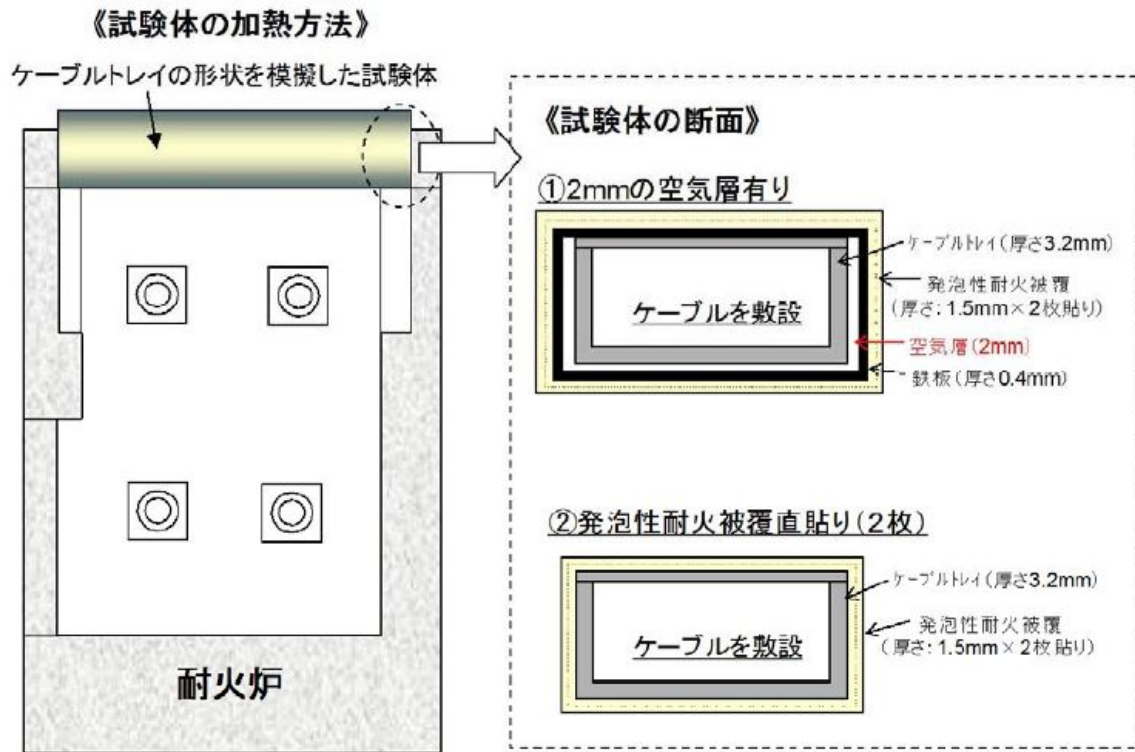 《試験体の加熱方法》
ケーブルトレイの形状を模擬した試験体
耐火炉
《試験体の断面》
①2mmの空気層有り
ケーブルトレイ(厚さ3.2mm)
発泡性耐火被覆
(厚さ:1.5mm×2枚貼り)
ケーブルを敷設
空気層(2mm)
鉄板(厚さ0.4mm)
②発泡性耐火被覆直貼り(2枚)
ケーブルトレイ(厚さ3.2mm)
発泡性耐火被覆
(厚さ:1.5mm×2枚貼り)
ケーブルを敷設